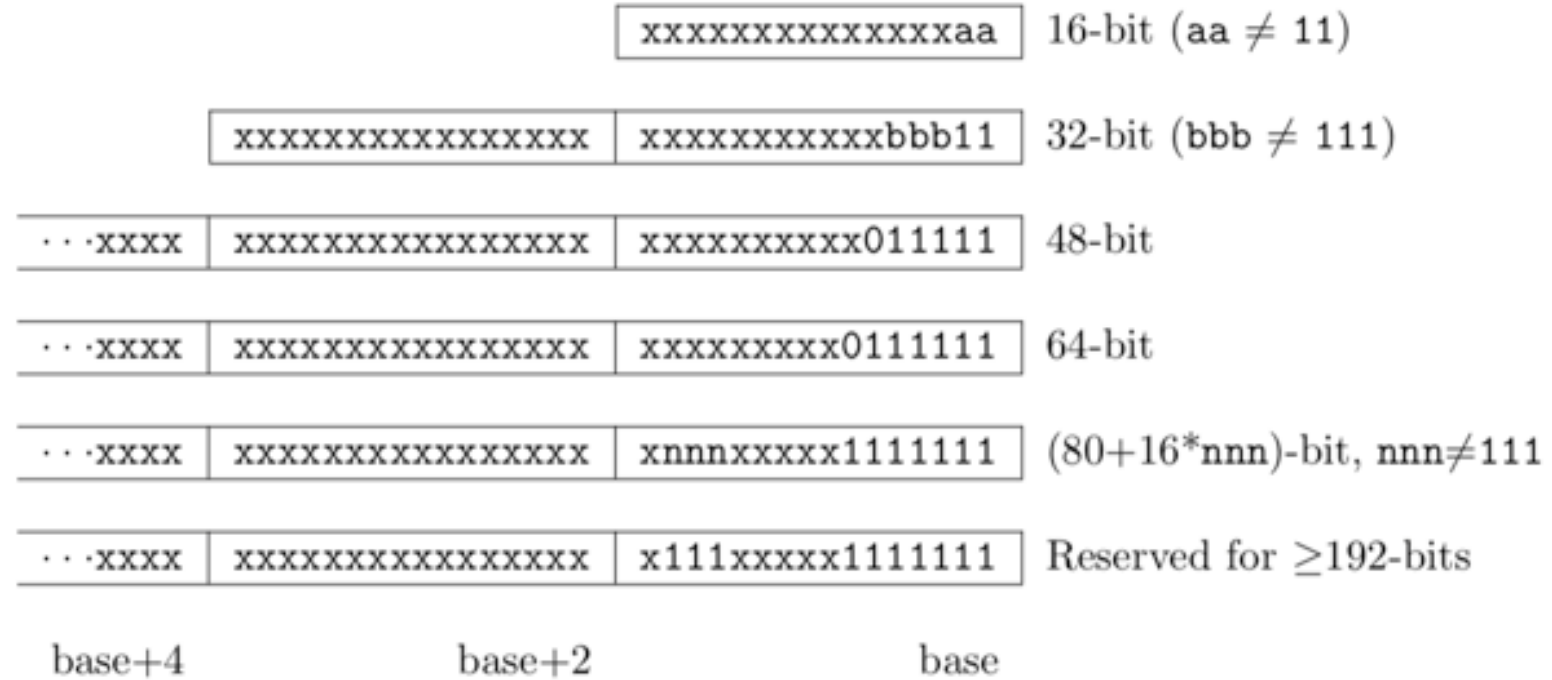 xxxxxxxxxxxxxxaa 16-bit (aa ≠ 11)
xxxxxxxxxxxxxxxx xxxxxxxxxxxbbb11 32-bit (bbb ≠ 111)
···xxxx xxxxxxxxxxxxxxxx xxxxxxxxxx011111 48-bit
···xxxx xxxxxxxxxxxxxxxx xxxxxxxxx0111111 64-bit
···xxxx xxxxxxxxxxxxxxxx xnnnxxxxx1111111 (80+16*nnn)-bit, nnn≠111
···xxxx xxxxxxxxxxxxxxxx x111xxxxx1111111 Reserved for ≥192-bits
base+4 base+2 base